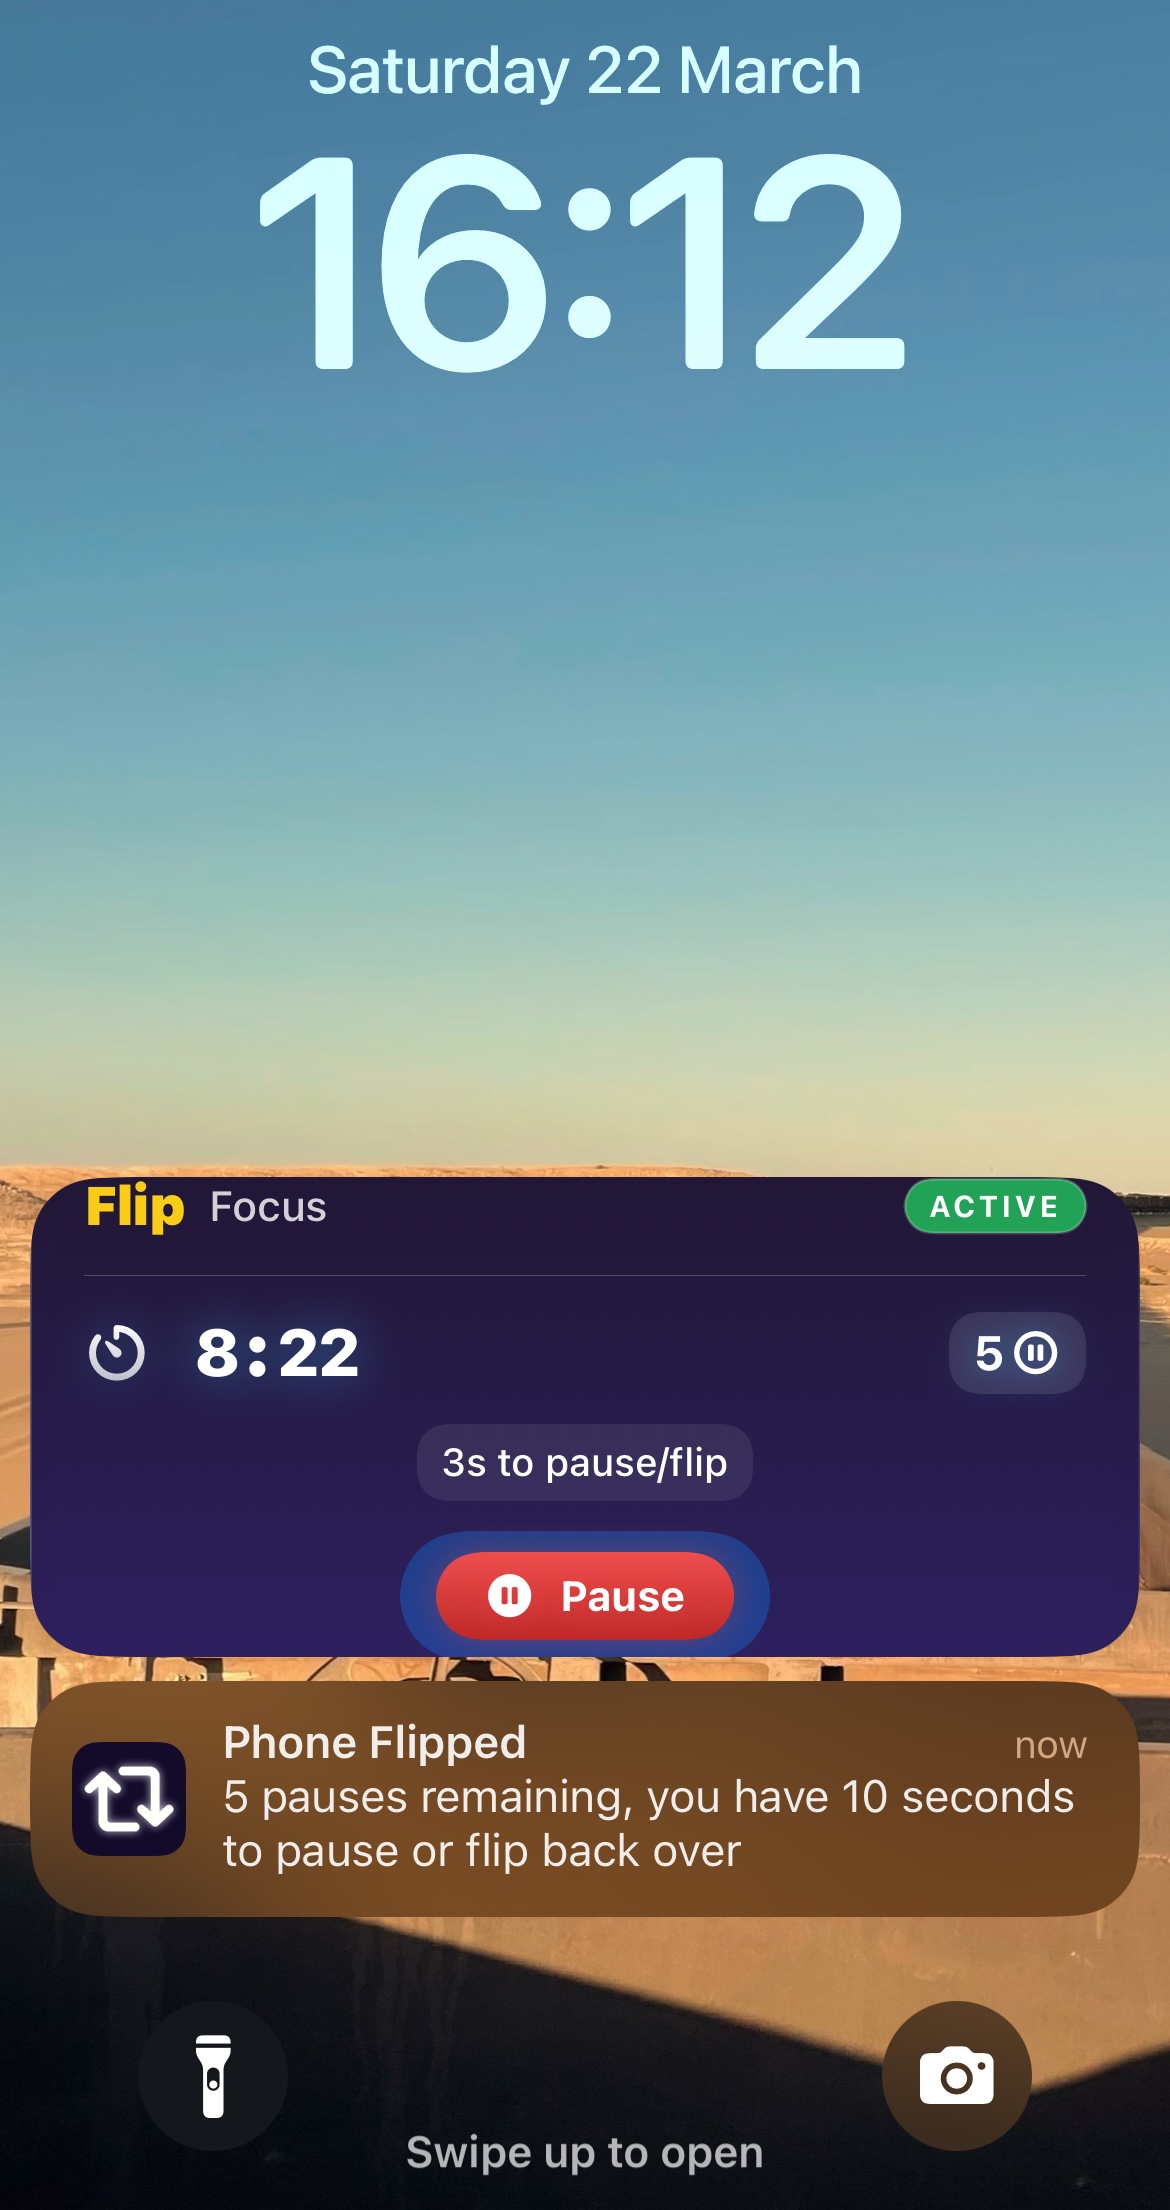 Saturday 22 March
16:12
Flip Focus ACTIVE
8:22 5
3s to pause/flip
Pause
Phone Flipped now
5 pauses remaining, you have 10 seconds
to pause or flip back over
Swipe up to open